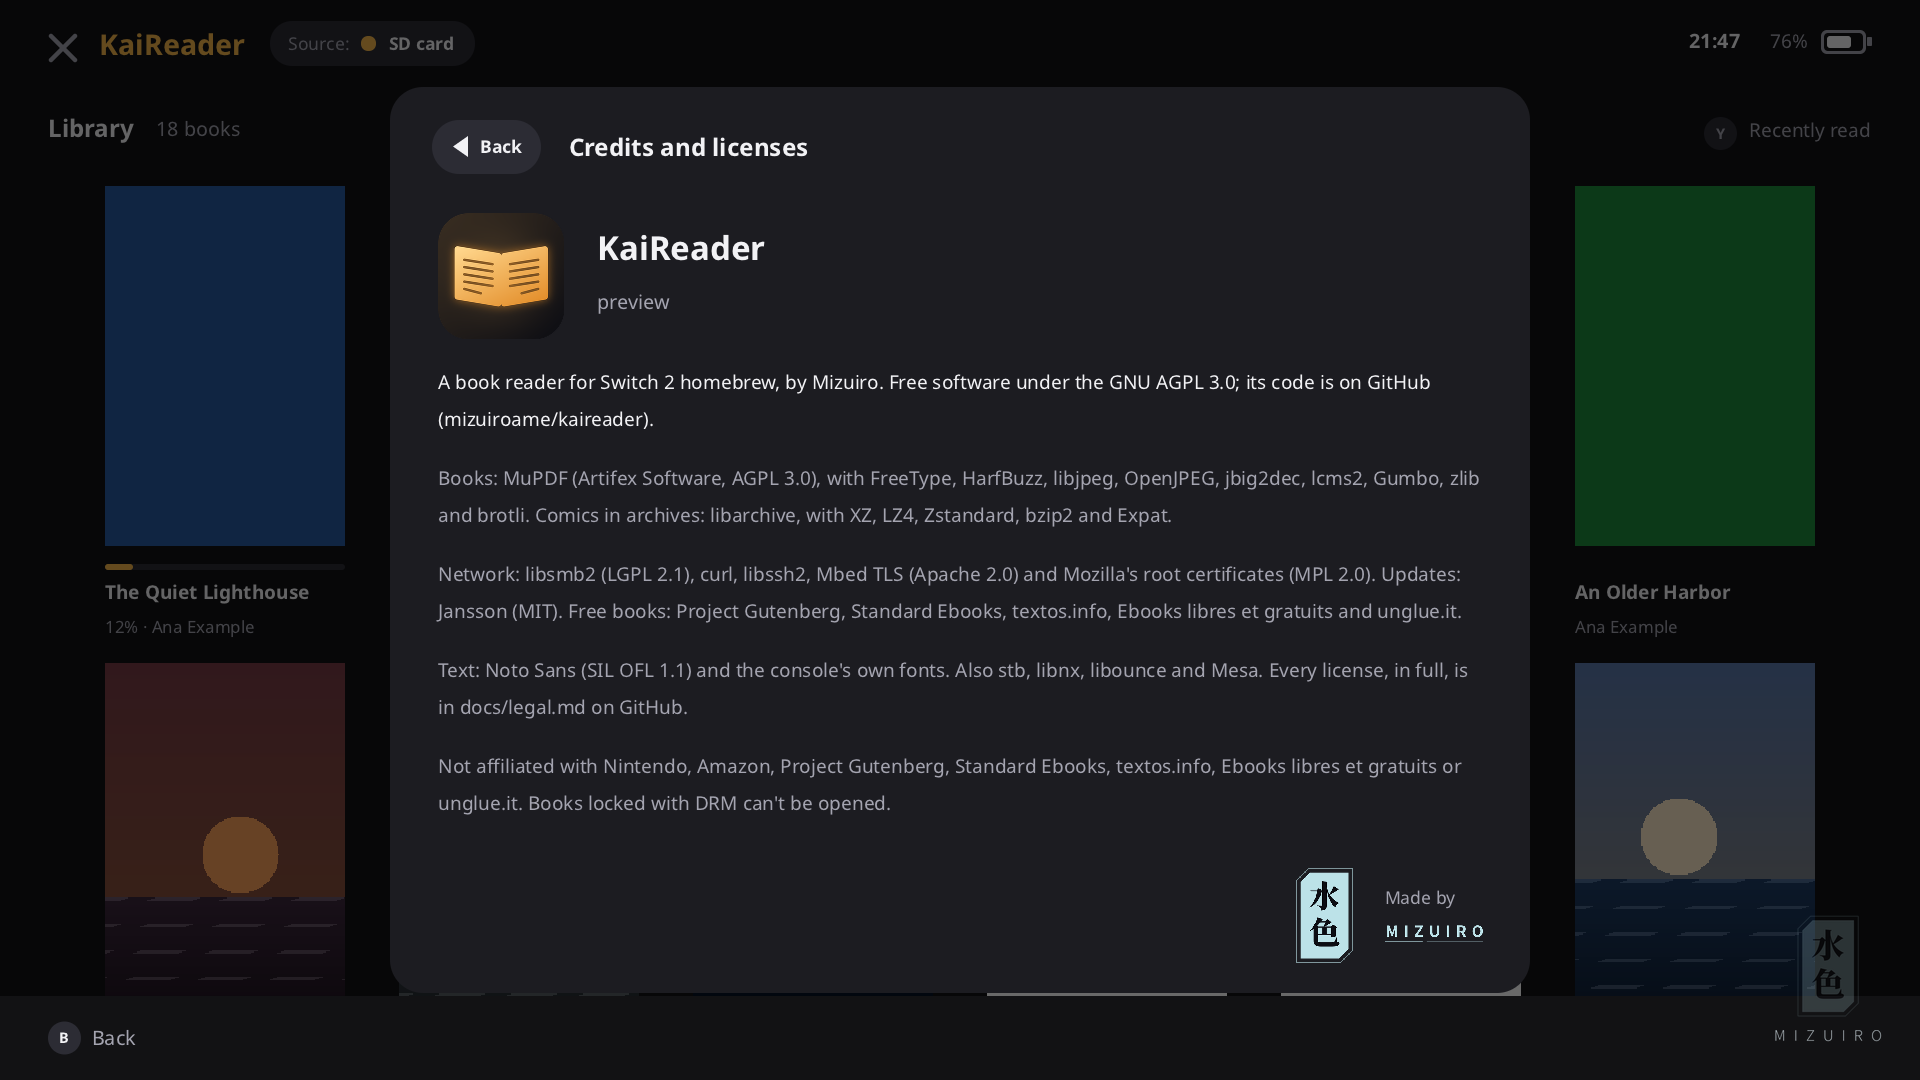 KaiReader
Source: SD card
21:47
76%
Library
18 books
Y
Recently read
Back
Credits and licenses
KaiReader
preview
A book reader for Switch 2 homebrew, by Mizuiro. Free software under the GNU AGPL 3.0; its code is on GitHub
(mizuiroame/kaireader).
Books: MuPDF (Artifex Software, AGPL 3.0), with FreeType, HarfBuzz, libjpeg, OpenJPEG, jbig2dec, lcms2, Gumbo, zlib
and brotli. Comics in archives: libarchive, with XZ, LZ4, Zstandard, bzip2 and Expat.
Network: libsmb2 (LGPL 2.1), curl, libssh2, Mbed TLS (Apache 2.0) and Mozilla's root certificates (MPL 2.0). Updates:
Jansson (MIT). Free books: Project Gutenberg, Standard Ebooks, textos.info, Ebooks libres et gratuits and unglue.it.
Text: Noto Sans (SIL OFL 1.1) and the console's own fonts. Also stb, libnx, libounce and Mesa. Every license, in full, is
in docs/legal.md on GitHub.
Not affiliated with Nintendo, Amazon, Project Gutenberg, Standard Ebooks, textos.info, Ebooks libres et gratuits or
unglue.it. Books locked with DRM can't be opened.
水色
Made by
MIZUIRO
The Quiet Lighthouse
12% · Ana Example
An Older Harbor
Ana Example
水色
MIZUIRO
B
Back